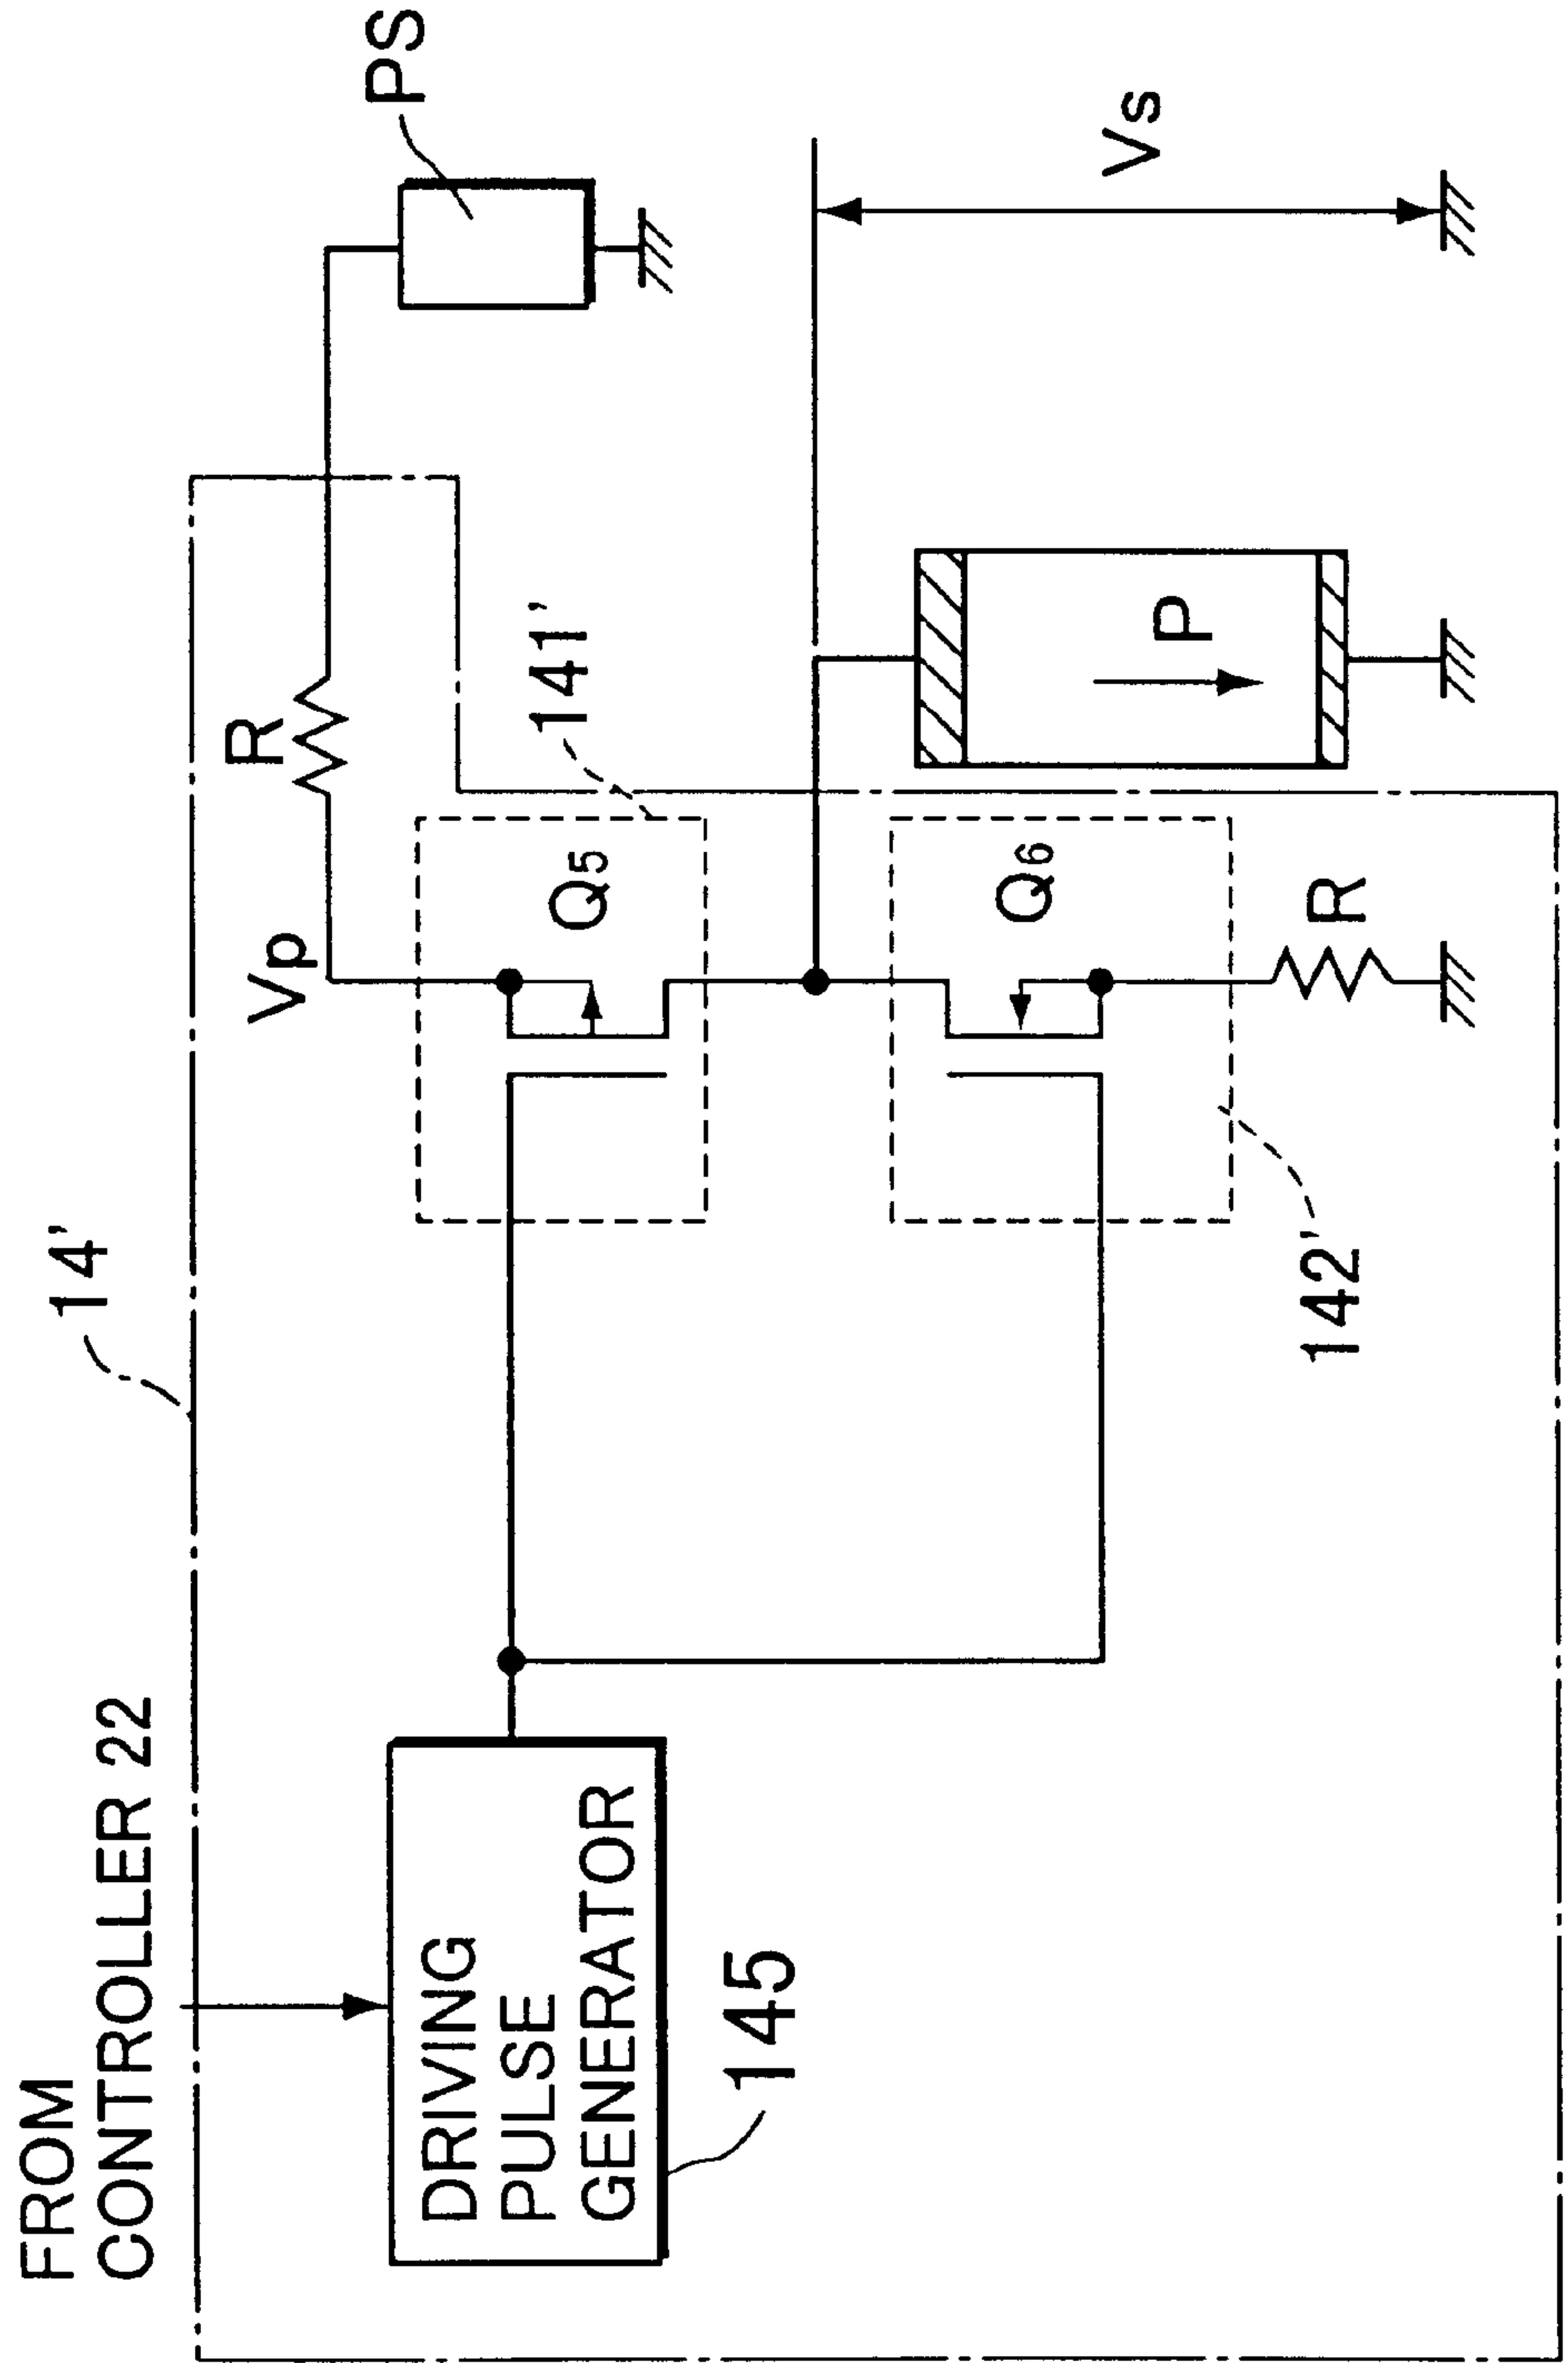 FROM
CONTROLLER 22
14'
Vp
R
PS
DRIVING
PULSE
GENERATOR
145
Q5
141'
Q6
142'
R
P
Vs